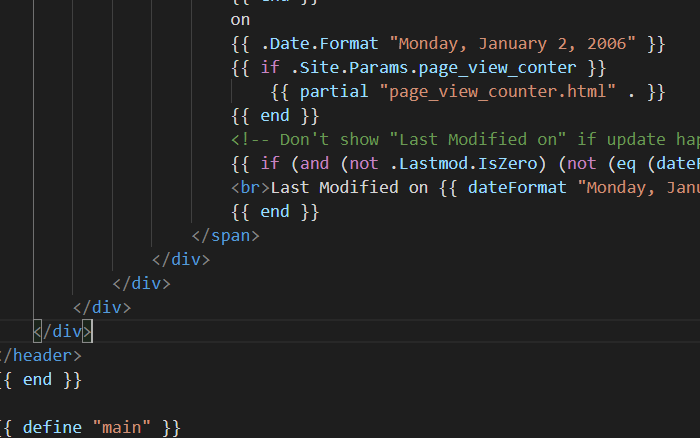 {{ end }}
on
{{ .Date.Format "Monday, January 2, 2006" }}
{{ if .Site.Params.page_view_conter }}
{{ partial "page_view_counter.html" . }}
{{ end }}
<!-- Don't show "Last Modified on" if update hap
{{ if (and (not .Lastmod.IsZero) (not (eq (dateF
<br>Last Modified on {{ dateFormat "Monday, Janu
{{ end }}
</span>
</div>
</div>
</div>
</div>
</header>
{{ end }}
{{ define "main" }}